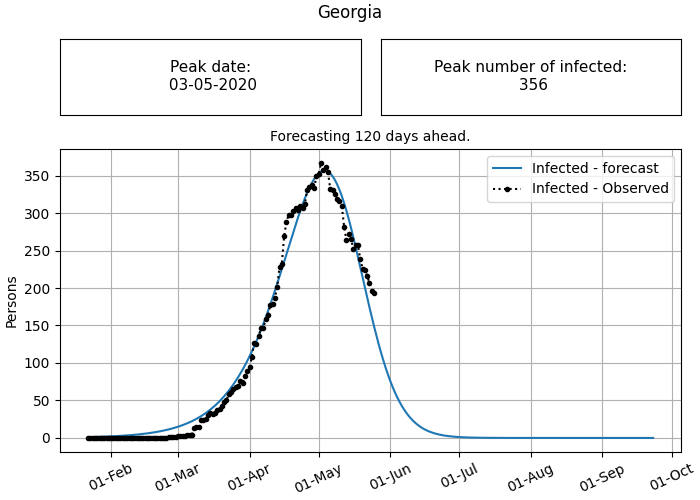 Georgia
Peak date:
03-05-2020
Peak number of infected:
356
Forecasting 120 days ahead.
Infected - forecast
Infected - Observed
Persons
350
300
250
200
150
100
50
0
01-Feb
01-Mar
01-Apr
01-May
01-Jun
01-Jul
01-Aug
01-Sep
01-Oct